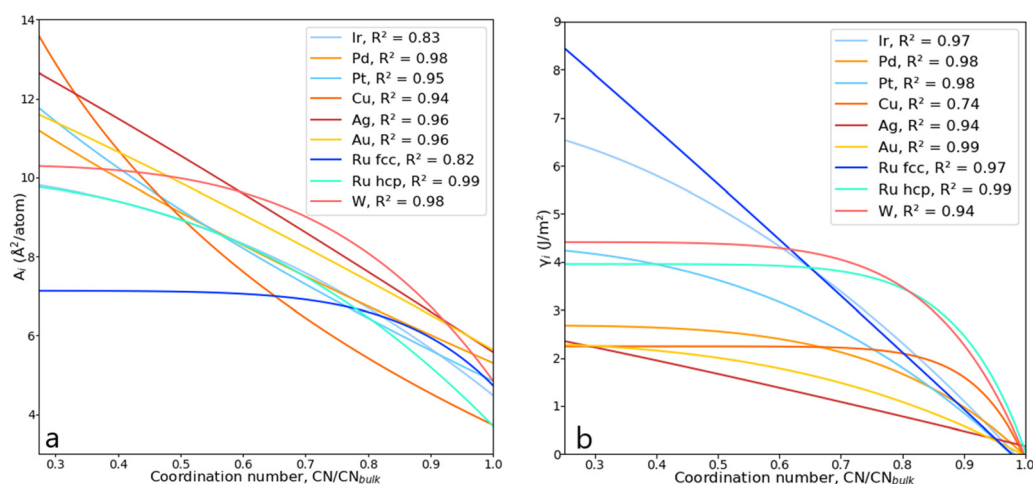 14
12
10
8
6
4
A_i (Å²/atom)
Ir, R² = 0.83
Pd, R² = 0.98
Pt, R² = 0.95
Cu, R² = 0.94
Ag, R² = 0.96
Au, R² = 0.96
Ru fcc, R² = 0.82
Ru hcp, R² = 0.99
W, R² = 0.98
a
0.3 0.4 0.5 0.6 0.7 0.8 0.9 1.0
Coordination number, CN/CN_bulk
9
8
7
6
5
4
3
2
1
0
γ_i (J/m²)
Ir, R² = 0.97
Pd, R² = 0.98
Pt, R² = 0.98
Cu, R² = 0.74
Ag, R² = 0.94
Au, R² = 0.99
Ru fcc, R² = 0.97
Ru hcp, R² = 0.99
W, R² = 0.94
b
0.3 0.4 0.5 0.6 0.7 0.8 0.9 1.0
Coordination number, CN/CN_bulk